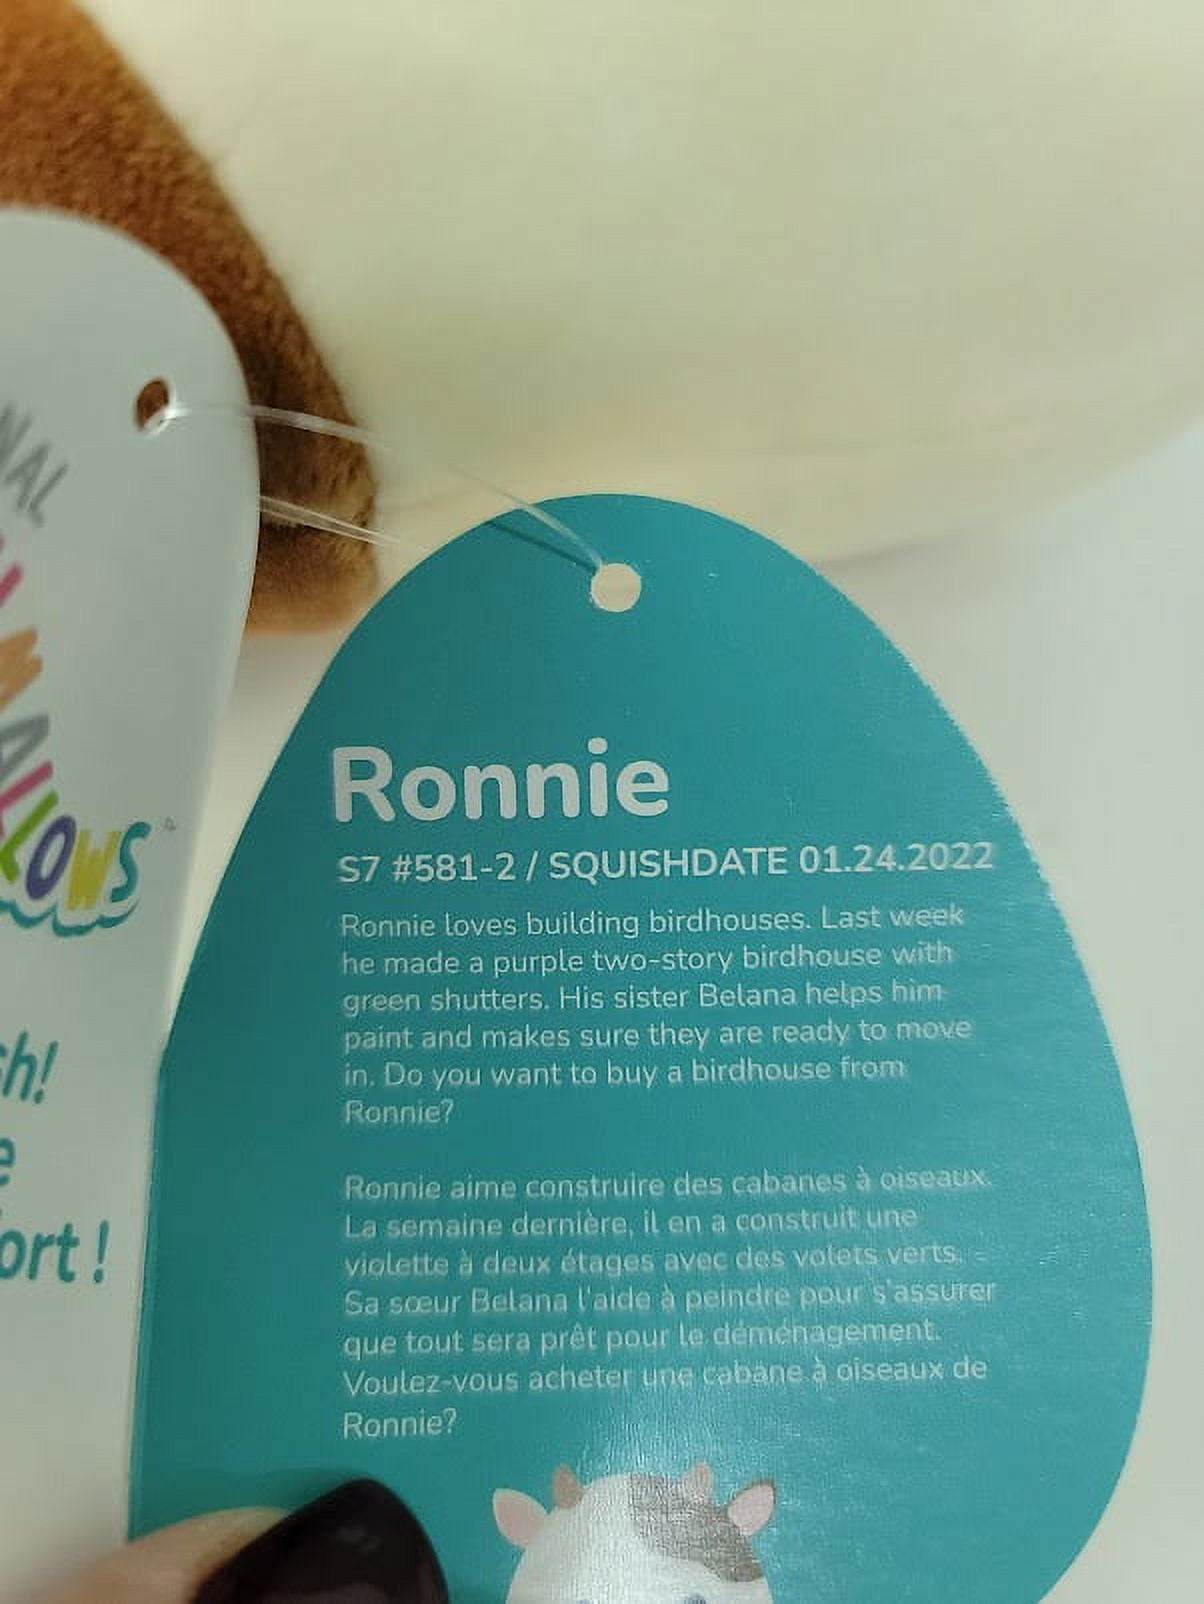 NAL
ALLOWS
sh!
e
ort !
Ronnie
S7 #581-2 / SQUISHDATE 01.24.2022
Ronnie loves building birdhouses. Last week
he made a purple two-story birdhouse with
green shutters. His sister Belana helps him
paint and makes sure they are ready to move
in. Do you want to buy a birdhouse from
Ronnie?
Ronnie aime construire des cabanes à oiseaux.
La semaine dernière, il en a construit une
violette à deux étages avec des volets verts.
Sa sœur Belana l'aide à peindre pour s'assurer
que tout sera prêt pour le déménagement.
Voulez-vous acheter une cabane à oiseaux de
Ronnie?